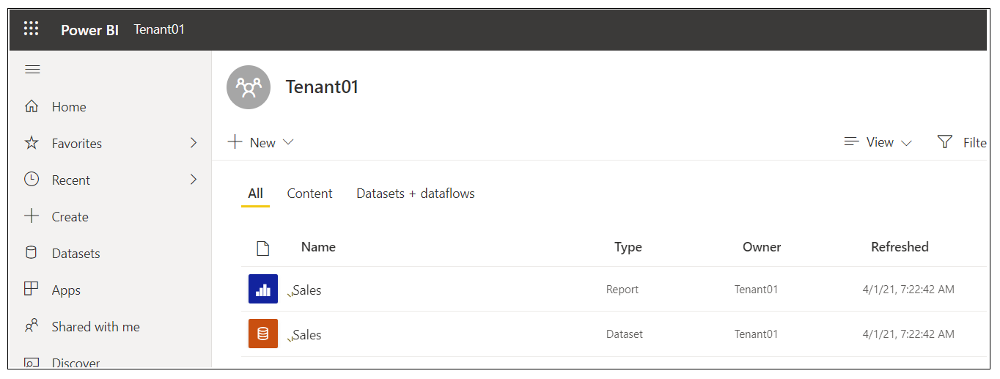 Power BI Tenant01
Tenant01
Home
Favorites
Recent
Create
Datasets
Apps
Shared with me
Discover
New
View
Filte
All Content Datasets + dataflows
Name Type Owner Refreshed
Sales Report Tenant01 4/1/21, 7:22:42 AM
Sales Dataset Tenant01 4/1/21, 7:22:42 AM